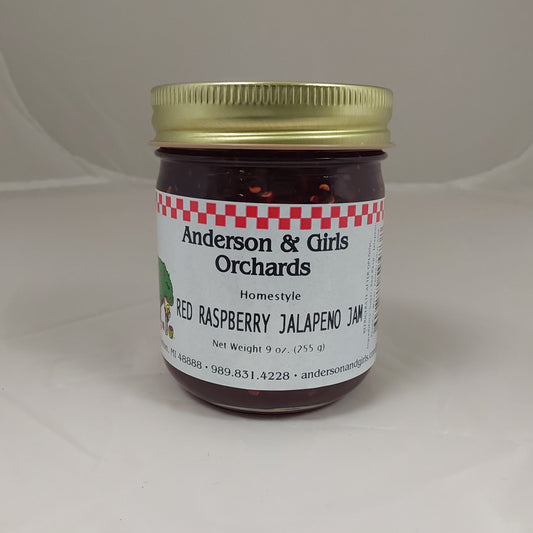 Anderson & Girls
Orchards
Homestyle
RED RASPBERRY JALAPENO JAM
Net Weight 9 oz. (255 g)
MI 48888 • 989.831.4228 • andersonandgirls.c